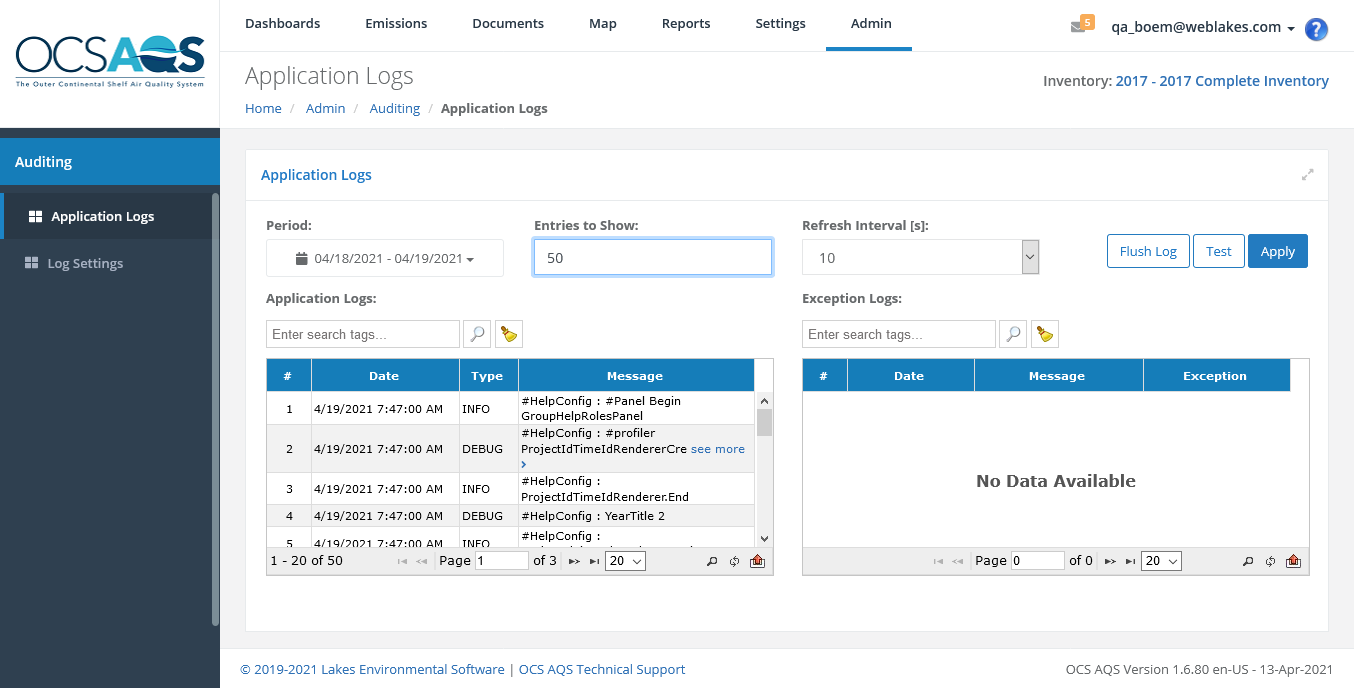 Dashboards Emissions Documents Map Reports Settings Admin 5 qa_boem@weblakes.com ?
OCSAQS
The Outer Continental Shelf Air Quality System
Application Logs
Inventory: 2017 - 2017 Complete Inventory
Home / Admin / Auditing / Application Logs
Auditing
Application Logs
Log Settings
Application Logs
Period: Entries to Show: Refresh Interval [s]:
04/18/2021 - 04/19/2021 50 10 Flush Log Test Apply
Application Logs: Exception Logs:
Enter search tags... Enter search tags...
# Date Type Message
1 4/19/2021 7:47:00 AM INFO #HelpConfig : #Panel Begin
GroupHelpRolesPanel
2 4/19/2021 7:47:00 AM DEBUG #HelpConfig : #profiler
ProjectIdTimeIdRendererCre see more
›
3 4/19/2021 7:47:00 AM INFO #HelpConfig :
ProjectIdTimeIdRenderer.End
4 4/19/2021 7:47:00 AM DEBUG #HelpConfig : YearTitle 2
5 4/19/2021 7:47:00 AM INFO #HelpConfig :
1 - 20 of 50 Page 1 of 3 20
# Date Message Exception
No Data Available
Page 0 of 0 20
© 2019-2021 Lakes Environmental Software | OCS AQS Technical Support
OCS AQS Version 1.6.80 en-US - 13-Apr-2021